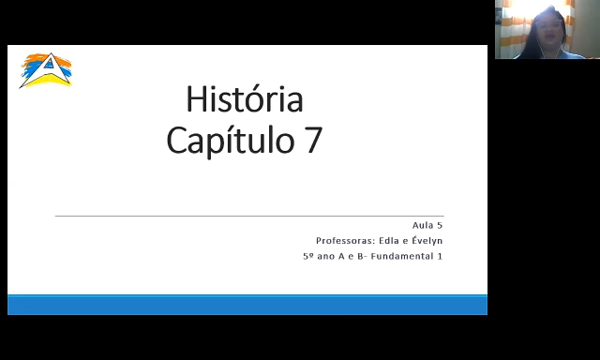 História
Capítulo 7
Aula 5
Professoras: Edla e Évelyn
5º ano A e B- Fundamental 1